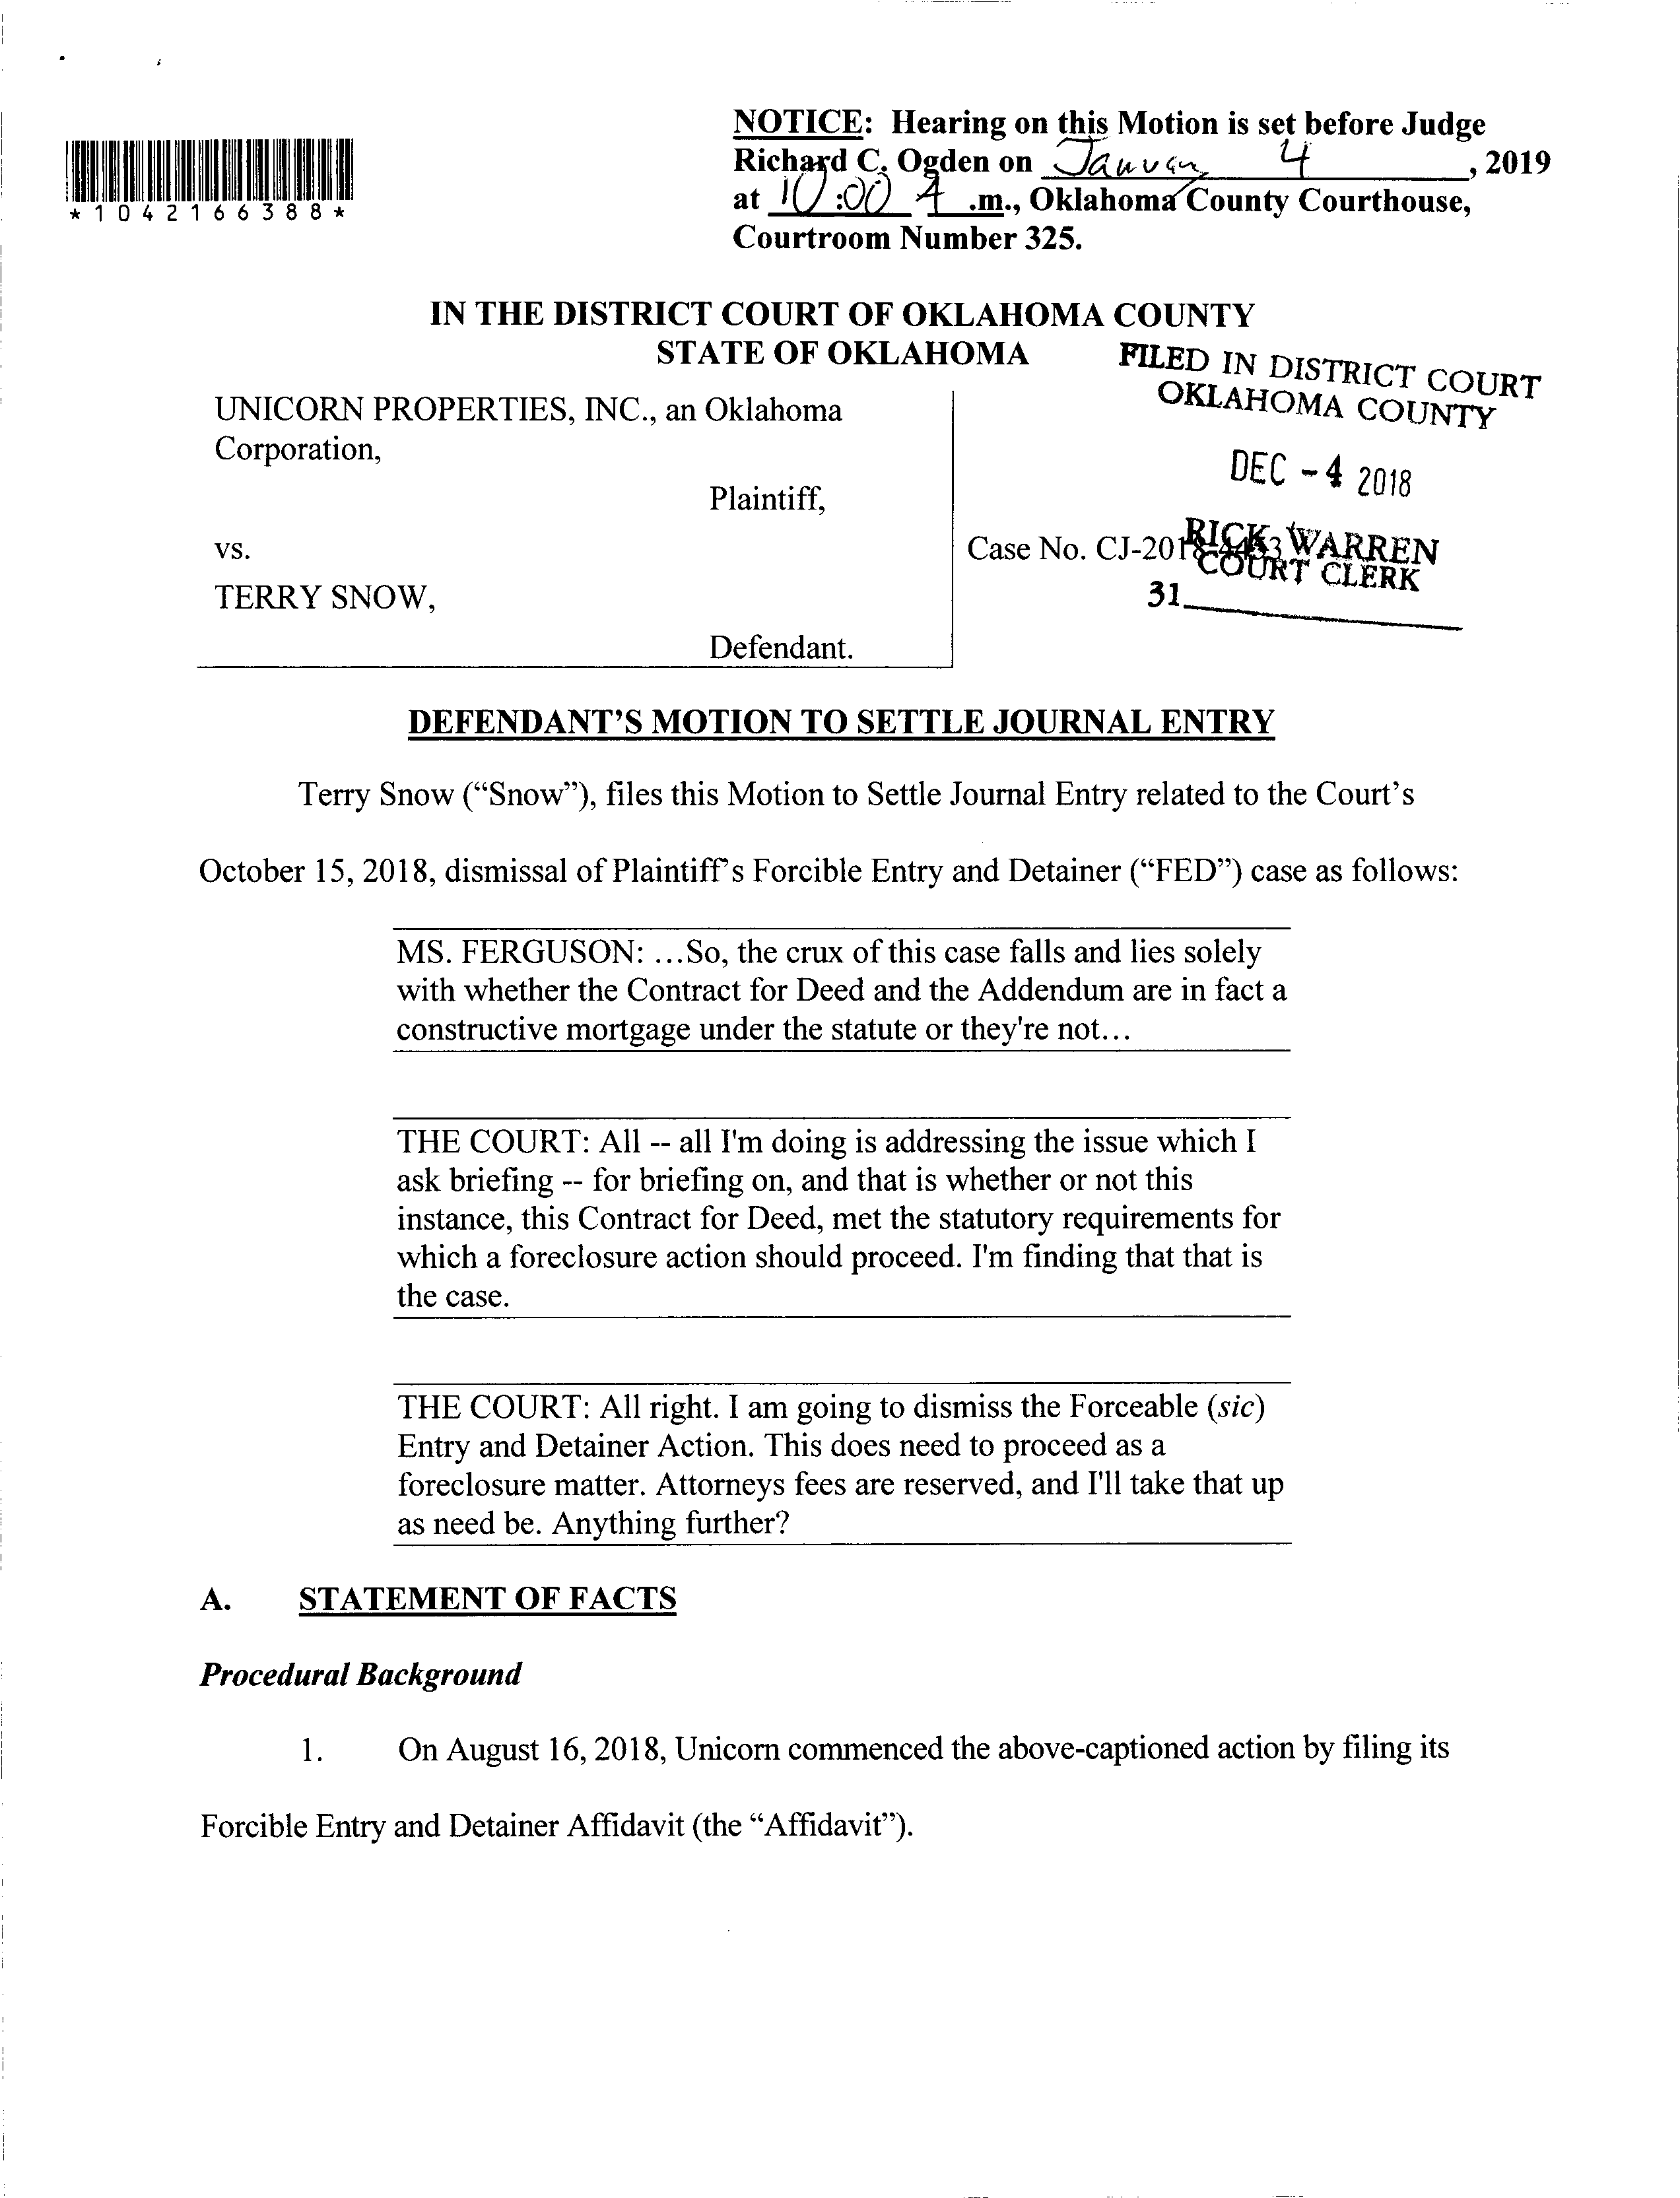 NOTICE: Hearing on this Motion is set before Judge
Richard C. Ogden on January 4, 2019
at 10:00 A.m., Oklahoma County Courthouse,
Courtroom Number 325.
*1042166388*
IN THE DISTRICT COURT OF OKLAHOMA COUNTY
STATE OF OKLAHOMA
FILED IN DISTRICT COURT
OKLAHOMA COUNTY
DEC -4 2018
RICK WARREN
COURT CLERK
31
UNICORN PROPERTIES, INC., an Oklahoma
Corporation,
Plaintiff,
vs.
Case No. CJ-2018-4453
TERRY SNOW,
Defendant.
DEFENDANT'S MOTION TO SETTLE JOURNAL ENTRY
Terry Snow (“Snow”), files this Motion to Settle Journal Entry related to the Court's
October 15, 2018, dismissal of Plaintiff's Forcible Entry and Detainer (“FED”) case as follows:
MS. FERGUSON: ...So, the crux of this case falls and lies solely
with whether the Contract for Deed and the Addendum are in fact a
constructive mortgage under the statute or they're not...
THE COURT: All -- all I'm doing is addressing the issue which I
ask briefing -- for briefing on, and that is whether or not this
instance, this Contract for Deed, met the statutory requirements for
which a foreclosure action should proceed. I'm finding that that is
the case.
THE COURT: All right. I am going to dismiss the Forceable (sic)
Entry and Detainer Action. This does need to proceed as a
foreclosure matter. Attorneys fees are reserved, and I'll take that up
as need be. Anything further?
A. STATEMENT OF FACTS
Procedural Background
1. On August 16, 2018, Unicorn commenced the above-captioned action by filing its
Forcible Entry and Detainer Affidavit (the “Affidavit”).